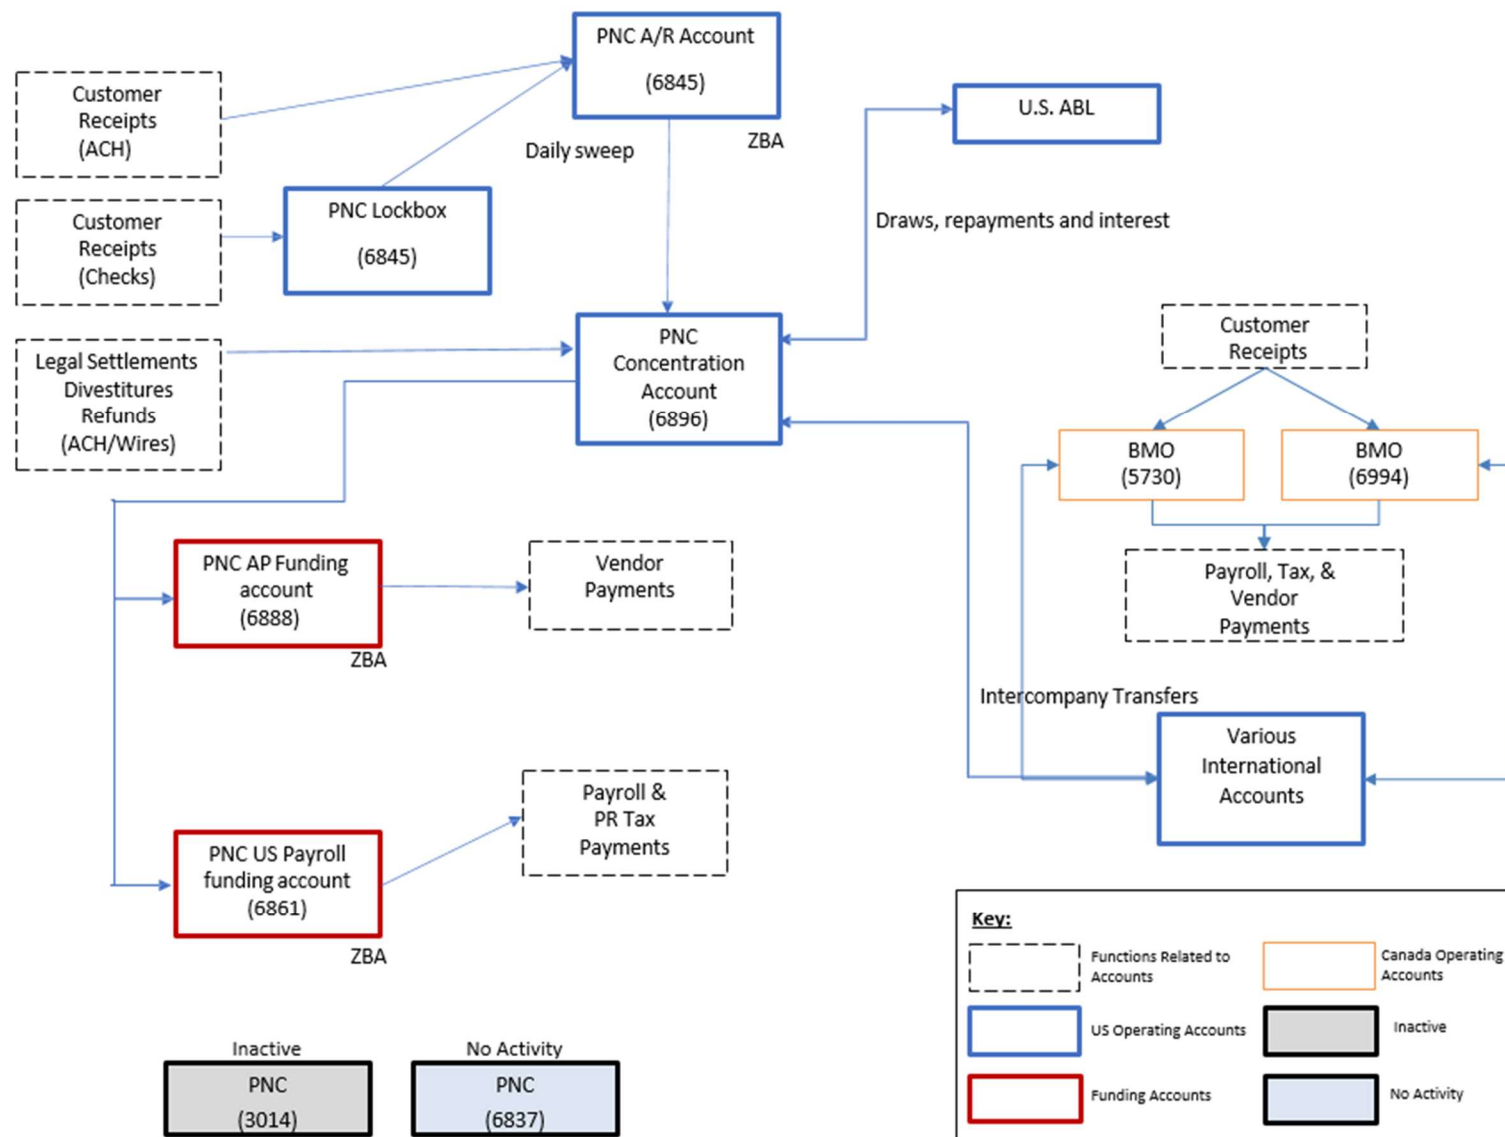 PNC A/R Account
(6845)
ZBA
Customer
Receipts
(ACH)
Daily sweep
U.S. ABL
Customer
Receipts
(Checks)
PNC Lockbox
(6845)
Draws, repayments and interest
Legal Settlements
Divestitures
Refunds
(ACH/Wires)
PNC
Concentration
Account
(6896)
Customer
Receipts
BMO
(5730)
BMO
(6994)
Payroll, Tax, &
Vendor
Payments
PNC AP Funding
account
(6888)
ZBA
Vendor
Payments
Intercompany Transfers
Various
International
Accounts
PNC US Payroll
funding account
(6861)
ZBA
Payroll &
PR Tax
Payments
Inactive
PNC
(3014)
No Activity
PNC
(6837)
Key:
Functions Related to
Accounts
Canada Operating
Accounts
US Operating Accounts
Inactive
Funding Accounts
No Activity